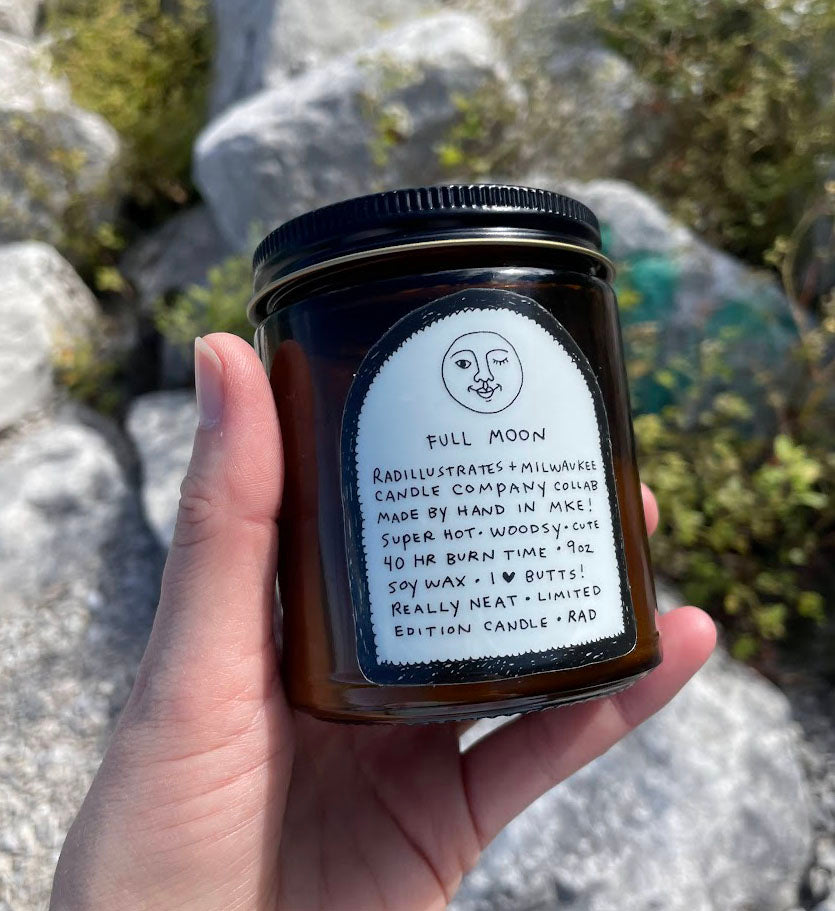 FULL MOON
RADILLUSTRATES + MILWAUKEE
CANDLE COMPANY COLLAB
MADE BY HAND IN MKE!
SUPER HOT • WOODSY • CUTE
40 HR BURN TIME • 9oz
SOY WAX • I ♥ BUTTS!
REALLY NEAT • LIMITED
EDITION CANDLE • RAD